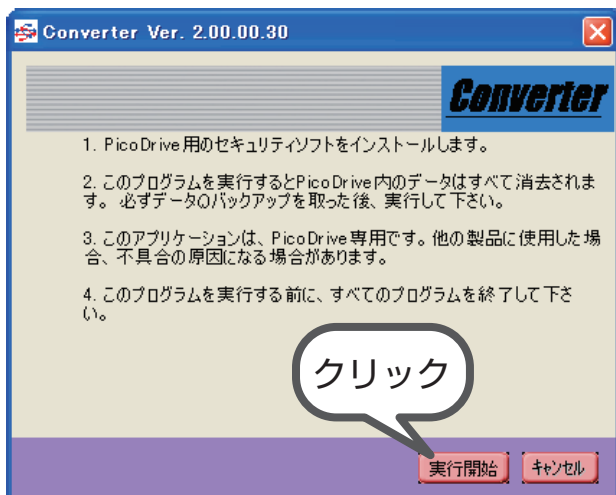 Converter Ver. 2.00.00.30
Converter
1. PicoDrive用のセキュリティソフトをインストールします。
2. このプログラムを実行するとPicoDrive内のデータはすべて消去されま
す。 必ずデータのバックアップを取った後、実行して下さい。
3. このアプリケーションは、PicoDrive専用です。他の製品に使用した場
合、不具合の原因になる場合があります。
4. このプログラムを実行する前に、すべてのプログラムを終了して下さ
い。
クリック
実行開始 キャンセル